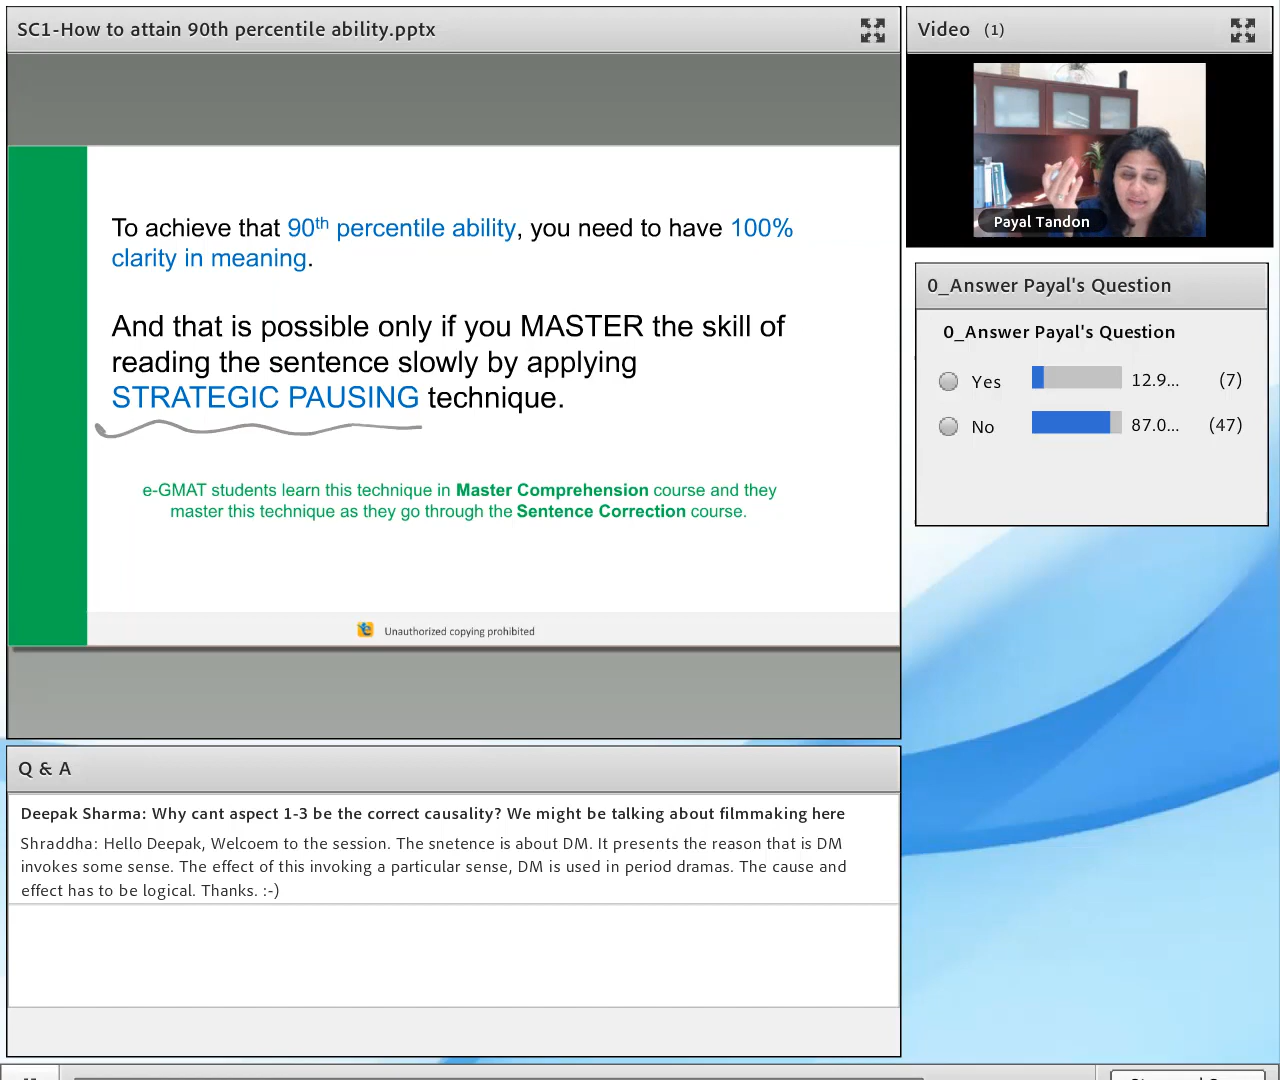 SC1-How to attain 90th percentile ability.pptx
Video (1)
Payal Tandon
To achieve that 90th percentile ability, you need to have 100%
clarity in meaning.
And that is possible only if you MASTER the skill of
reading the sentence slowly by applying
STRATEGIC PAUSING technique.
e-GMAT students learn this technique in Master Comprehension course and they
master this technique as they go through the Sentence Correction course.
Unauthorized copying prohibited
0_Answer Payal's Question
0_Answer Payal's Question
Yes 12.9... (7)
No 87.0... (47)
Q & A
Deepak Sharma: Why cant aspect 1-3 be the correct causality? We might be talking about filmmaking here
Shraddha: Hello Deepak, Welcoem to the session. The snetence is about DM. It presents the reason that is DM
invokes some sense. The effect of this invoking a particular sense, DM is used in period dramas. The cause and
effect has to be logical. Thanks. :-)